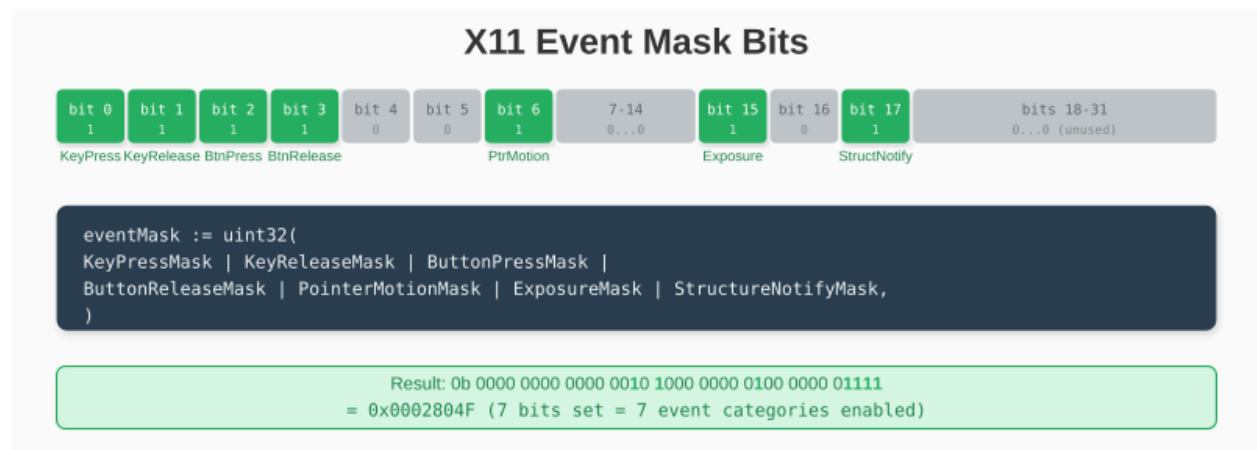 X11 Event Mask Bits
bit 0 bit 1 bit 2 bit 3 bit 4 bit 5 bit 6 7-14 bit 15 bit 16 bit 17 bits 18-31
1 1 1 1 0 0 1 0...0 1 0 1 0...0 (unused)
KeyPress KeyRelease BtnPress BtnRelease PtrMotion Exposure StructNotify
eventMask := uint32(
KeyPressMask | KeyReleaseMask | ButtonPressMask |
ButtonReleaseMask | PointerMotionMask | ExposureMask | StructureNotifyMask,
)
Result: 0b 0000 0000 0000 0010 1000 0000 0100 0000 01111
= 0x0002804F (7 bits set = 7 event categories enabled)